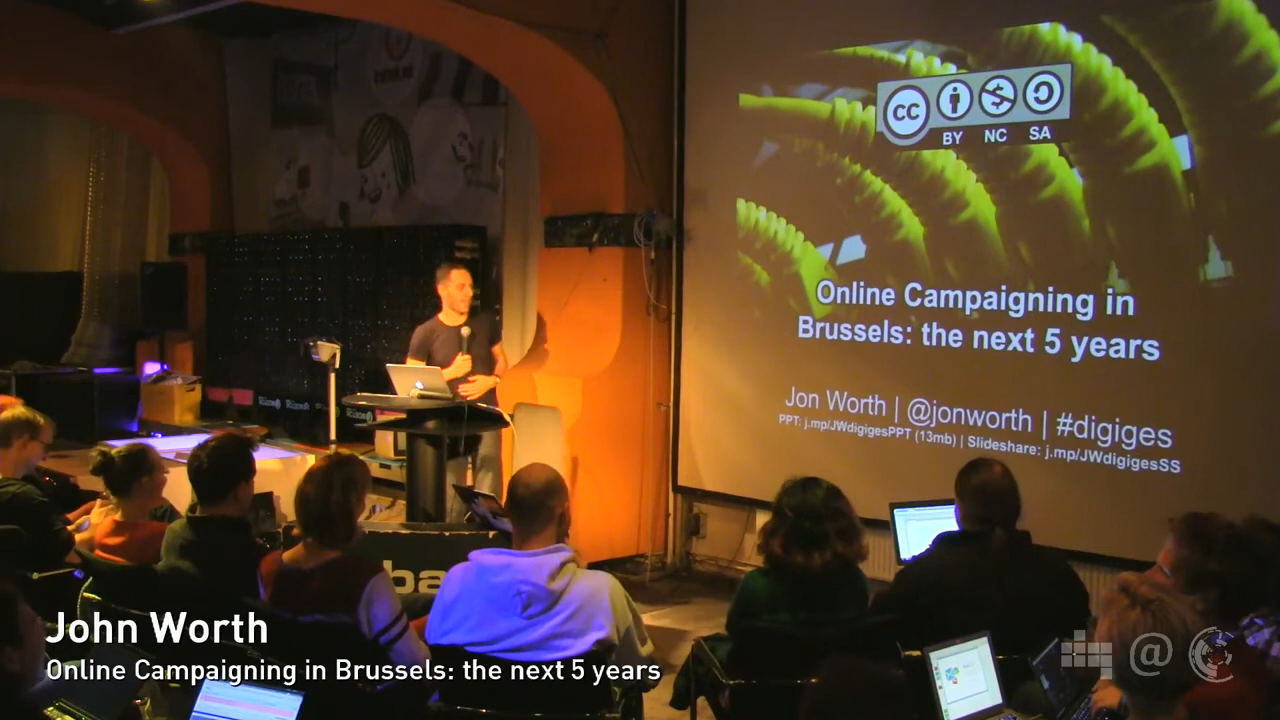 cc
BY NC SA
Online Campaigning in
Brussels: the next 5 years
Jon Worth | @jonworth | #digiges
PPT: j.mp/JWdigigesPPT (13mb) | Slideshare: j.mp/JWdigigesSS
ba
John Worth
Online Campaigning in Brussels: the next 5 years
@